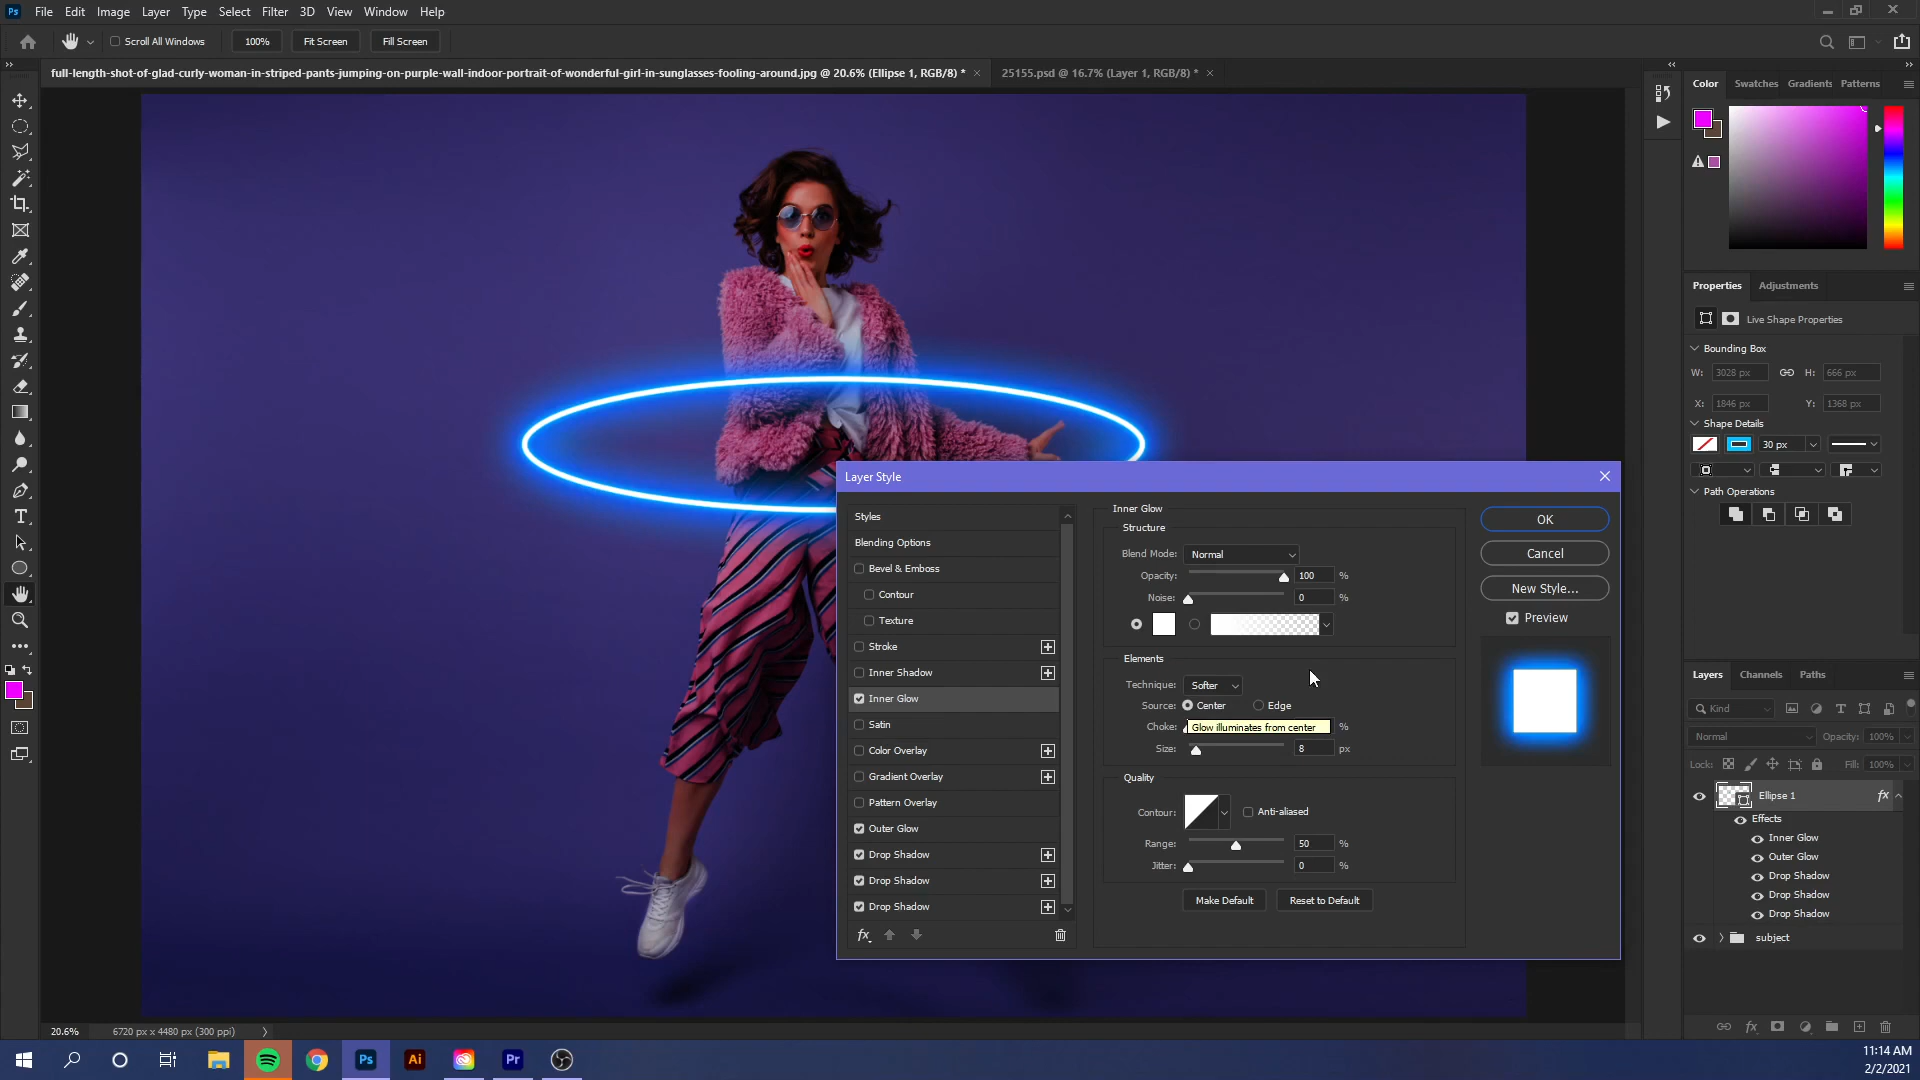 Ps File Edit Image Layer Type Select Filter 3D View Window Help
Scroll All Windows 100% Fit Screen Fill Screen
full-length-shot-of-glad-curly-woman-in-striped-pants-jumping-on-purple-wall-indoor-portrait-of-wonderful-girl-in-sunglasses-fooling-around.jpg @ 20.6% (Ellipse 1, RGB/8) * × 25155.psd @ 16.7% (Layer 1, RGB/8) * ×
Color Swatches Gradients Patterns
Properties Adjustments
Live Shape Properties
Bounding Box
W: 3028 px H: 666 px
X: 1846 px Y: 1368 px
Shape Details
30 px
Path Operations
Layer Style
Styles
Blending Options
Bevel & Emboss
Contour
Texture
Stroke
Inner Shadow
Inner Glow
Satin
Color Overlay
Gradient Overlay
Pattern Overlay
Outer Glow
Drop Shadow
Drop Shadow
Drop Shadow
fx
Inner Glow
Structure
Blend Mode: Normal
Opacity: 100 %
Noise: 0 %
Elements
Technique: Softer
Source: Center Edge
Choke: Glow illuminates from center %
Size: 8 px
Quality
Contour: Anti-aliased
Range: 50 %
Jitter: 0 %
Make Default Reset to Default
OK
Cancel
New Style...
Preview
Layers Channels Paths
Kind
Normal Opacity: 100%
Lock: Fill: 100%
Ellipse 1 fx
Effects
Inner Glow
Outer Glow
Drop Shadow
Drop Shadow
Drop Shadow
subject
fx
20.6% 6720 px x 4480 px (300 ppi)
Ps Ai Pr
11:14 AM
2/2/2021